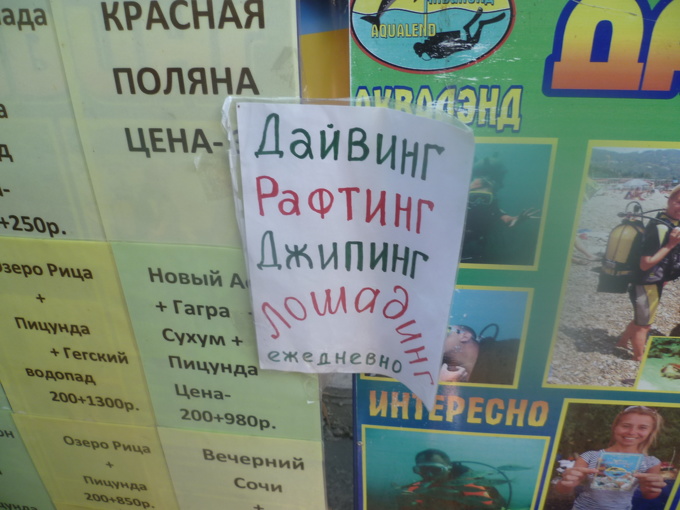 КРАСНАЯ
ПОЛЯНА
ЦЕНА-
+250р.
Озеро Рица
+
Пицунда
+ Гегский
водопад
200+1300р.
Новый
+ Гагра
Сухум +
Пицунда
Цена-
200+980р.
Озеро Рица
+
Пицунда
200+850р.
Вечерний
Сочи
+
Дайвинг
Рафтинг
Джипинг
Лошадинг
ежедневно
AQUALEND
АКВАЛЭНД
ИНТЕРЕСНО